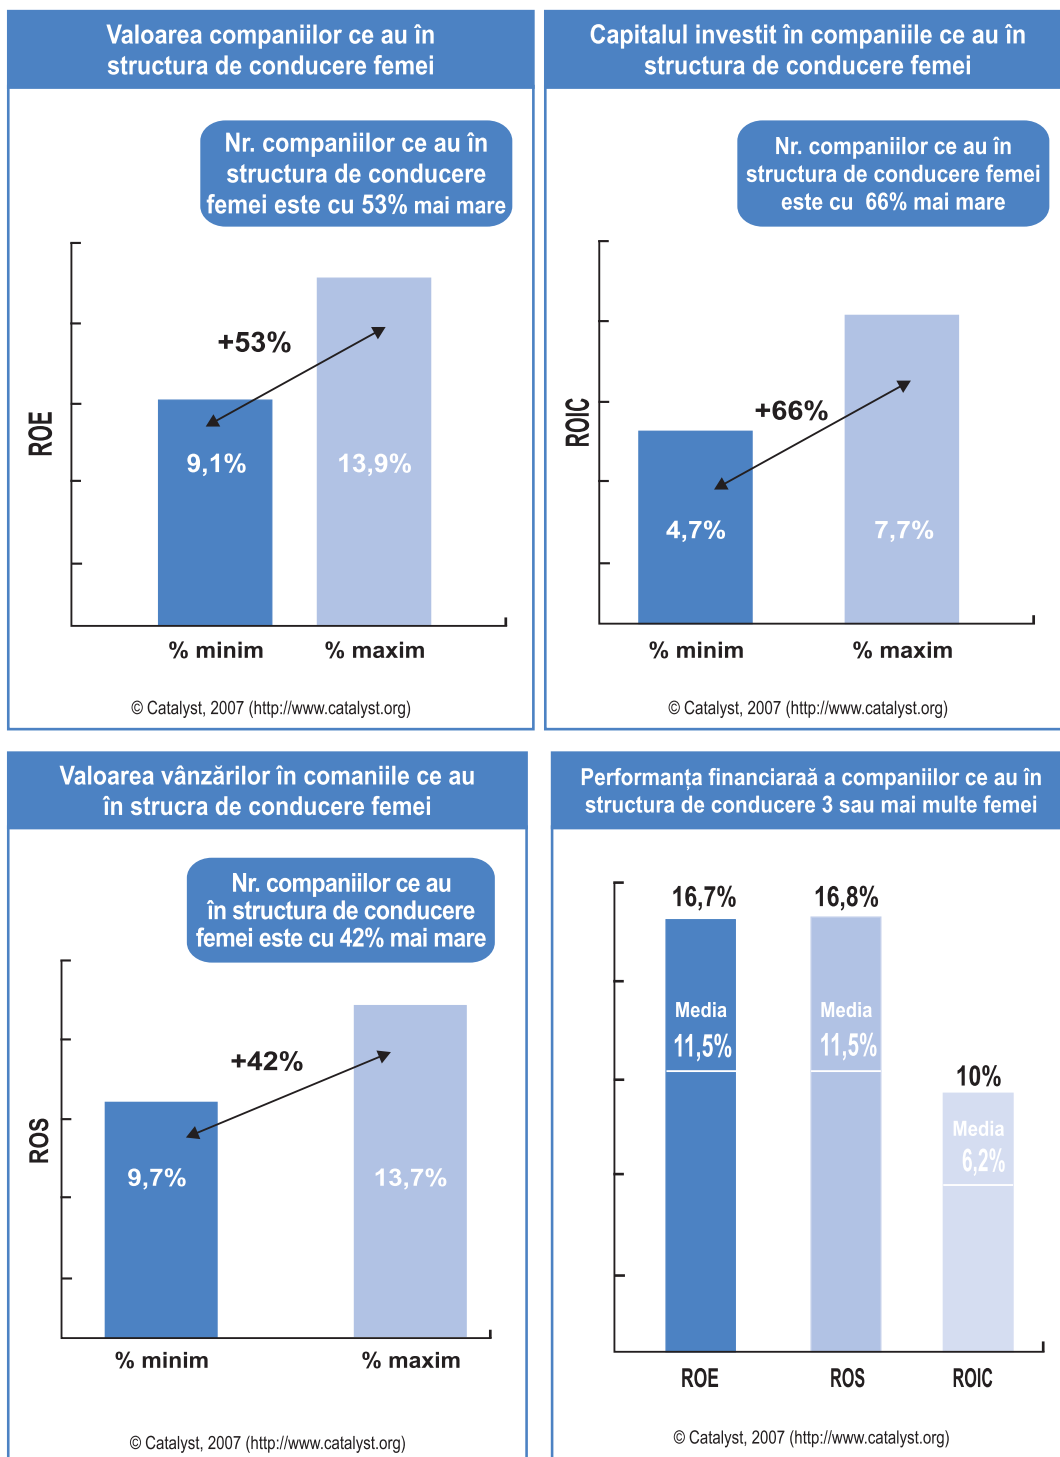 Valoarea companiilor ce au în
structura de conducere femei
Nr. companiilor ce au în
structura de conducere
femei este cu 53% mai mare
+53%
ROE
9,1%
13,9%
% minim
% maxim
© Catalyst, 2007 (http://www.catalyst.org)
Capitalul investit în companiile ce au în
structura de conducere femei
Nr. companiilor ce au în
structura de conducere femei
este cu 66% mai mare
+66%
ROIC
4,7%
7,7%
% minim
% maxim
© Catalyst, 2007 (http://www.catalyst.org)
Valoarea vânzărilor în comaniile ce au
în strucra de conducere femei
Nr. companiilor ce au
în structura de conducere
femei este cu 42% mai mare
+42%
ROS
9,7%
13,7%
% minim
% maxim
© Catalyst, 2007 (http://www.catalyst.org)
Performanța financiaraă a companiilor ce au în
structura de conducere 3 sau mai multe femei
16,7%
16,8%
Media
11,5%
Media
11,5%
10%
Media
6,2%
ROE
ROS
ROIC
© Catalyst, 2007 (http://www.catalyst.org)